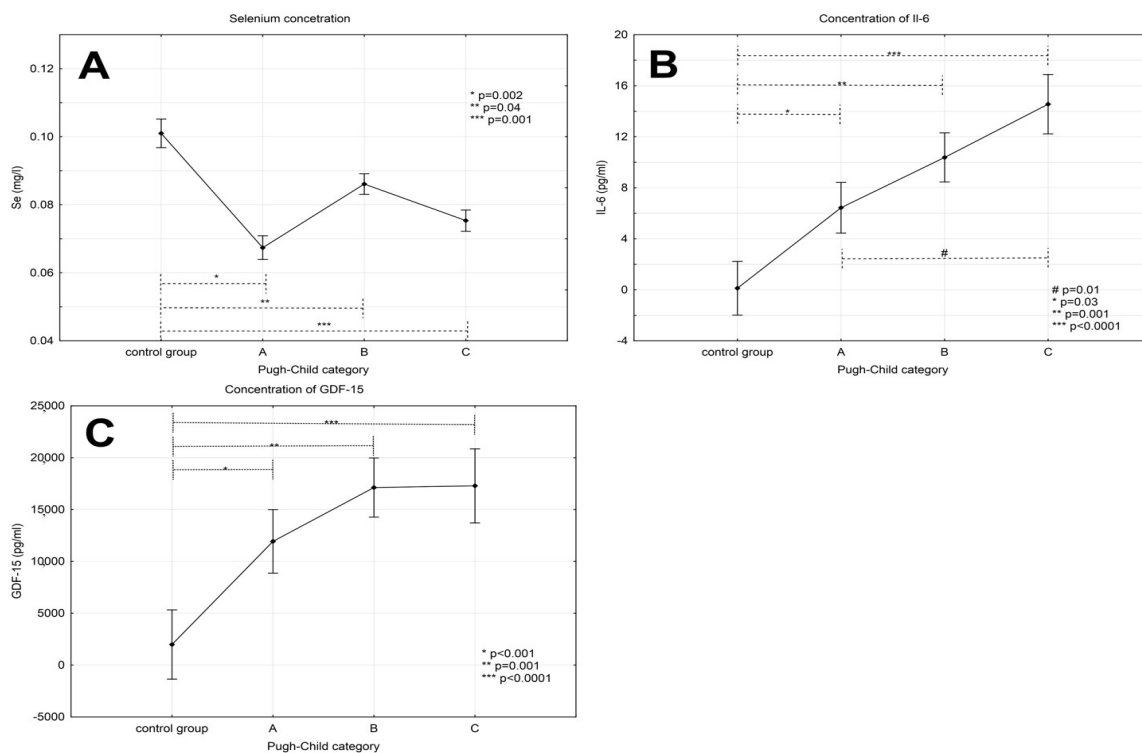 Selenium concetration
A
0.12
0.10
0.08
0.06
0.04
Se (mg/l)
* p=0.002
** p=0.04
*** p=0.001
*
**
***
control group A B C
Pugh-Child category
Concentration of Il-6
B
20
16
12
8
4
0
-4
IL-6 (pg/ml)
***
**
*
#
# p=0.01
* p=0.03
** p=0.001
*** p<0.0001
control group A B C
Pugh-Child category
Concentration of GDF-15
C
25000
20000
15000
10000
5000
0
-5000
GDF-15 (pg/ml)
***
**
*
* p<0.001
** p=0.001
*** p<0.0001
control group A B C
Pugh-Child category